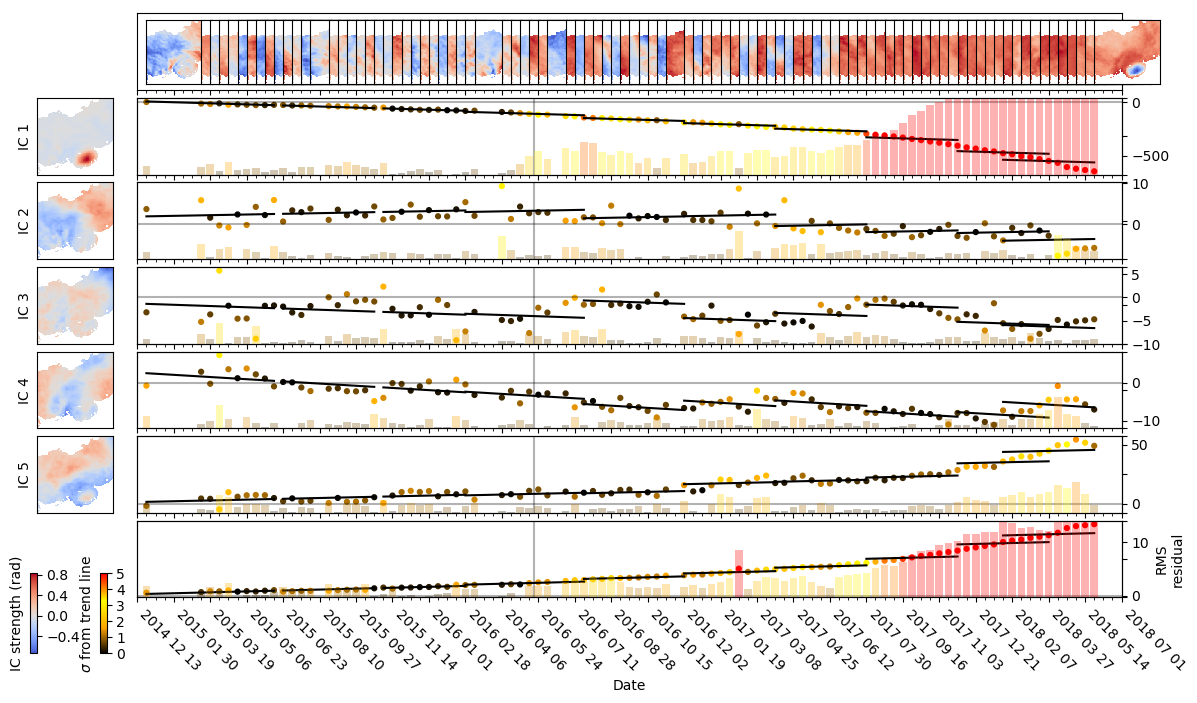 IC 1
0
−500
IC 2
10
0
IC 3
5
0
−5
−10
IC 4
0
−10
IC 5
50
0
10
0
RMS
residual
IC strength (rad)
0.8
0.4
0.0
−0.4
σ from trend line
5
4
3
2
1
0
2014 12 13
2015 01 30
2015 03 19
2015 05 06
2015 06 23
2015 08 10
2015 09 27
2015 11 14
2016 01 01
2016 02 18
2016 04 06
2016 05 24
2016 07 11
2016 08 28
2016 10 15
2016 12 02
2017 01 19
2017 03 08
2017 04 25
2017 06 12
2017 07 30
2017 09 16
2017 11 03
2017 12 21
2018 02 07
2018 03 27
2018 05 14
2018 07 01
Date